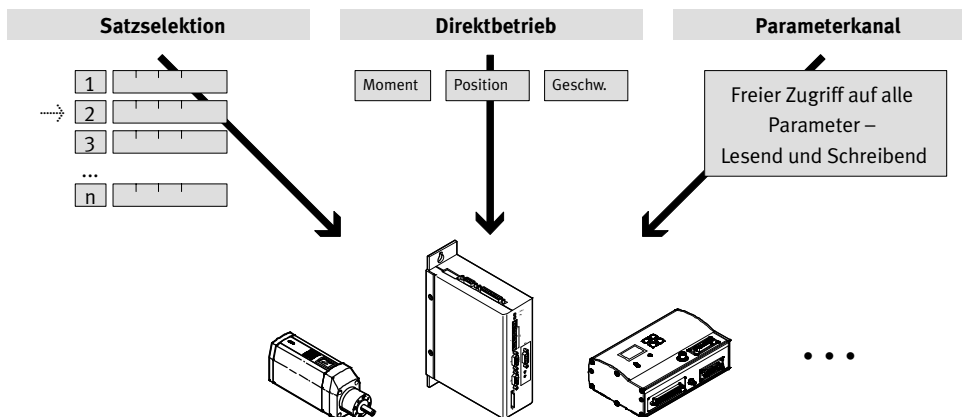 Satzselektion
Direktbetrieb
Parameterkanal
1
2
3
...
n
Moment
Position
Geschw.
Freier Zugriff auf alle
Parameter –
Lesend und Schreibend
• • •